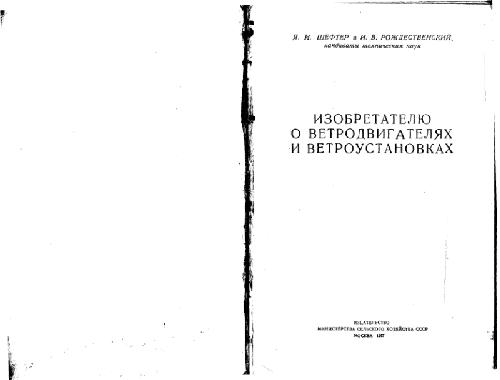 Я. И. ШЕФТЕР и И. В. РОЖДЕСТВЕНСКИЙ,
кандидаты технических наук
ИЗОБРЕТАТЕЛЮ
О ВЕТРОДВИГАТЕЛЯХ
И ВЕТРОУСТАНОВКАХ
ИЗДАТЕЛЬСТВО
МИНИСТЕРСТВА СЕЛЬСКОГО ХОЗЯЙСТВА СССР
МОСКВА 1957